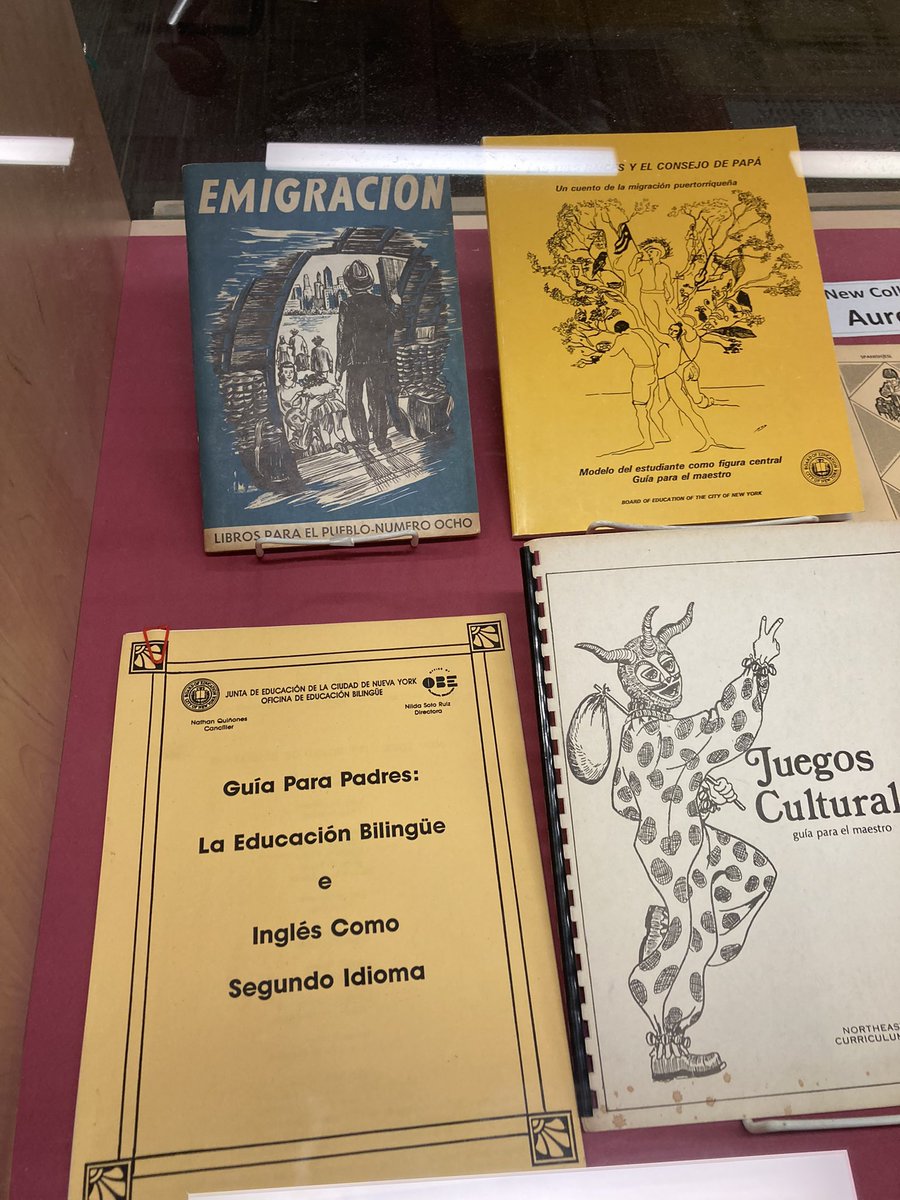 EMIGRACION
LIBROS PARA EL PUEBLO-NUMERO OCHO
Y EL CONSEJO DE PAPÁ
Un cuento de la migración puertorriqueña
Modelo del estudiante como figura central
Guía para el maestro
BOARD OF EDUCATION OF THE CITY OF NEW YORK
New Coll
Aure
JUNTA DE EDUCACIÓN DE LA CIUDAD DE NUEVA YORK
OFICINA DE EDUCACIÓN BILINGÜE
Nathan Quiñones
Canciller
OBE
Nilda Soto Ruiz
Directora
Guía Para Padres:
La Educación Bilingüe
e
Inglés Como
Segundo Idioma
Juegos
Cultural
guía para el maestro
NORTHEAS
CURRICULUM